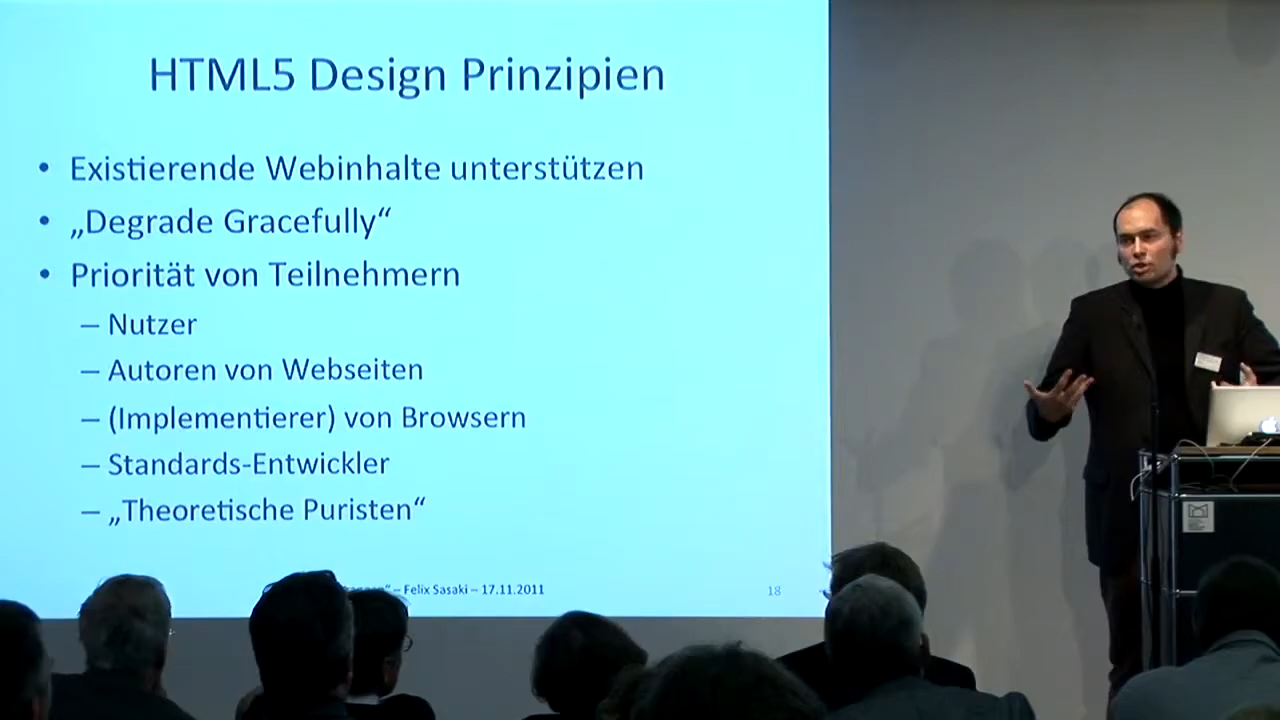 HTML5 Design Prinzipien
• Existierende Webinhalte unterstützen
• „Degrade Gracefully“
• Priorität von Teilnehmern
– Nutzer
– Autoren von Webseiten
– (Implementierer) von Browsern
– Standards-Entwickler
– „Theoretische Puristen“
– Felix Sasaki – 17.11.2011
18